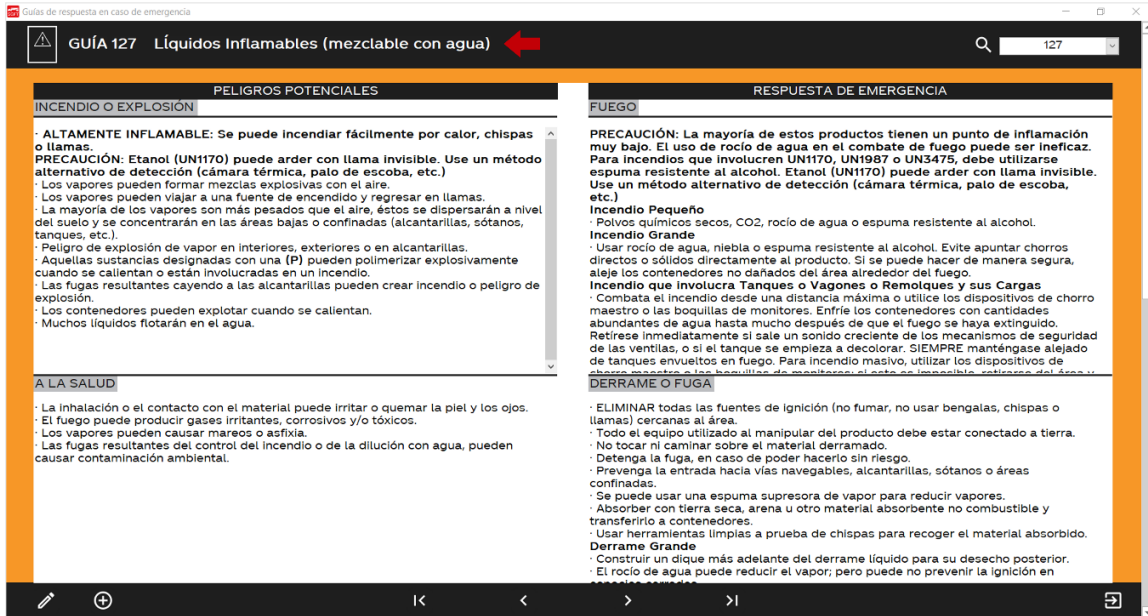 Guías de respuesta en caso de emergencia
GUÍA 127 Líquidos Inflamables (mezclable con agua)
127
PELIGROS POTENCIALES
INCENDIO O EXPLOSIÓN
· ALTAMENTE INFLAMABLE: Se puede incendiar fácilmente por calor, chispas
o llamas.
PRECAUCIÓN: Etanol (UN1170) puede arder con llama invisible. Use un método
alternativo de detección (cámara térmica, palo de escoba, etc.)
· Los vapores pueden formar mezclas explosivas con el aire.
· Los vapores pueden viajar a una fuente de encendido y regresar en llamas.
· La mayoría de los vapores son más pesados que el aire, éstos se dispersarán a nivel
del suelo y se concentrarán en las áreas bajas o confinadas (alcantarillas, sótanos,
tanques, etc.).
· Peligro de explosión de vapor en interiores, exteriores o en alcantarillas.
· Aquellas sustancias designadas con una (P) pueden polimerizar explosivamente
cuando se calientan o están involucradas en un incendio.
· Las fugas resultantes cayendo a las alcantarillas pueden crear incendio o peligro de
explosión.
· Los contenedores pueden explotar cuando se calientan.
· Muchos líquidos flotarán en el agua.
A LA SALUD
· La inhalación o el contacto con el material puede irritar o quemar la piel y los ojos.
· El fuego puede producir gases irritantes, corrosivos y/o tóxicos.
· Los vapores pueden causar mareos o asfixia.
· Las fugas resultantes del control del incendio o de la dilución con agua, pueden
causar contaminación ambiental.
RESPUESTA DE EMERGENCIA
FUEGO
PRECAUCIÓN: La mayoría de estos productos tienen un punto de inflamación
muy bajo. El uso de rocío de agua en el combate de fuego puede ser ineficaz.
Para incendios que involucren UN1170, UN1987 o UN3475, debe utilizarse
espuma resistente al alcohol. Etanol (UN1170) puede arder con llama invisible.
Use un método alternativo de detección (cámara térmica, palo de escoba,
etc.)
Incendio Pequeño
· Polvos químicos secos, CO2, rocío de agua o espuma resistente al alcohol.
Incendio Grande
· Usar rocío de agua, niebla o espuma resistente al alcohol. Evite apuntar chorros
directos o sólidos directamente al producto. Si se puede hacer de manera segura,
aleje los contenedores no dañados del área alrededor del fuego.
Incendio que involucra Tanques o Vagones o Remolques y sus Cargas
· Combata el incendio desde una distancia máxima o utilice los dispositivos de chorro
maestro o las boquillas de monitores. Enfríe los contenedores con cantidades
abundantes de agua hasta mucho después de que el fuego se haya extinguido.
Retírese inmediatamente si sale un sonido creciente de los mecanismos de seguridad
de las ventilas, o si el tanque se empieza a decolorar. SIEMPRE manténgase alejado
de tanques envueltos en fuego. Para incendio masivo, utilizar los dispositivos de
chorro maestro o las boquillas de monitores; si esto es imposible, retirarse del área y
DERRAME O FUGA
· ELIMINAR todas las fuentes de ignición (no fumar, no usar bengalas, chispas o
llamas) cercanas al área.
· Todo el equipo utilizado al manipular del producto debe estar conectado a tierra.
· No tocar ni caminar sobre el material derramado.
· Detenga la fuga, en caso de poder hacerlo sin riesgo.
· Prevenga la entrada hacia vías navegables, alcantarillas, sótanos o áreas
confinadas.
· Se puede usar una espuma supresora de vapor para reducir vapores.
· Absorber con tierra seca, arena u otro material absorbente no combustible y
transferirlo a contenedores.
· Usar herramientas limpias a prueba de chispas para recoger el material absorbido.
Derrame Grande
· Construir un dique más adelante del derrame líquido para su desecho posterior.
· El rocío de agua puede reducir el vapor; pero puede no prevenir la ignición en
espacios cerrados.